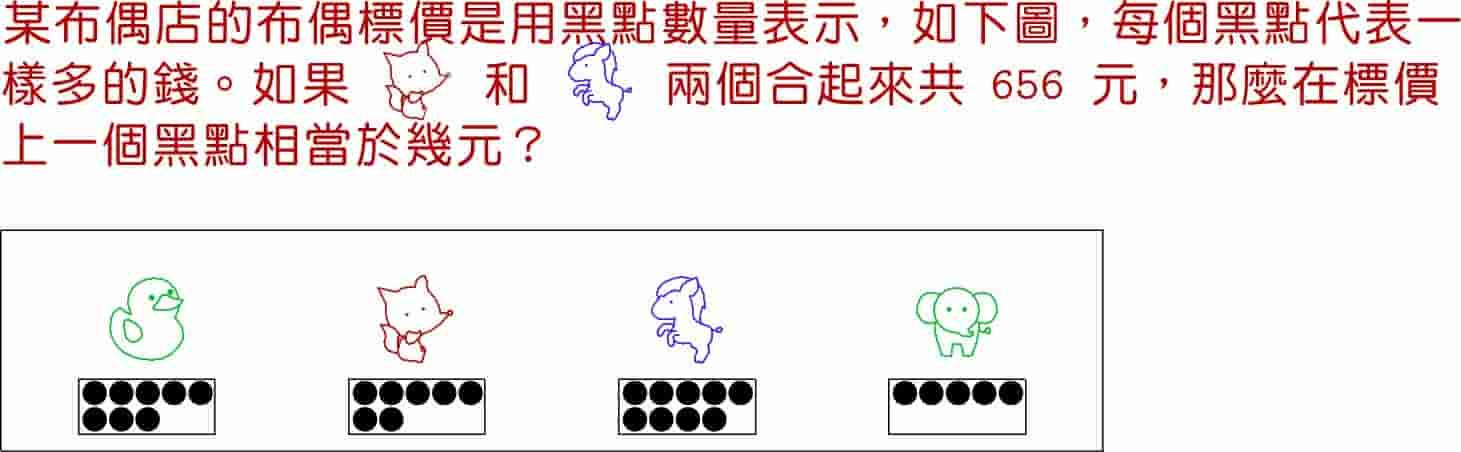 某布偶店的布偶標價是用黑點數量表示，如下圖，每個黑點代表一
樣多的錢。如果 和 兩個合起來共 656 元，那麼在標價
上一個黑點相當於幾元？